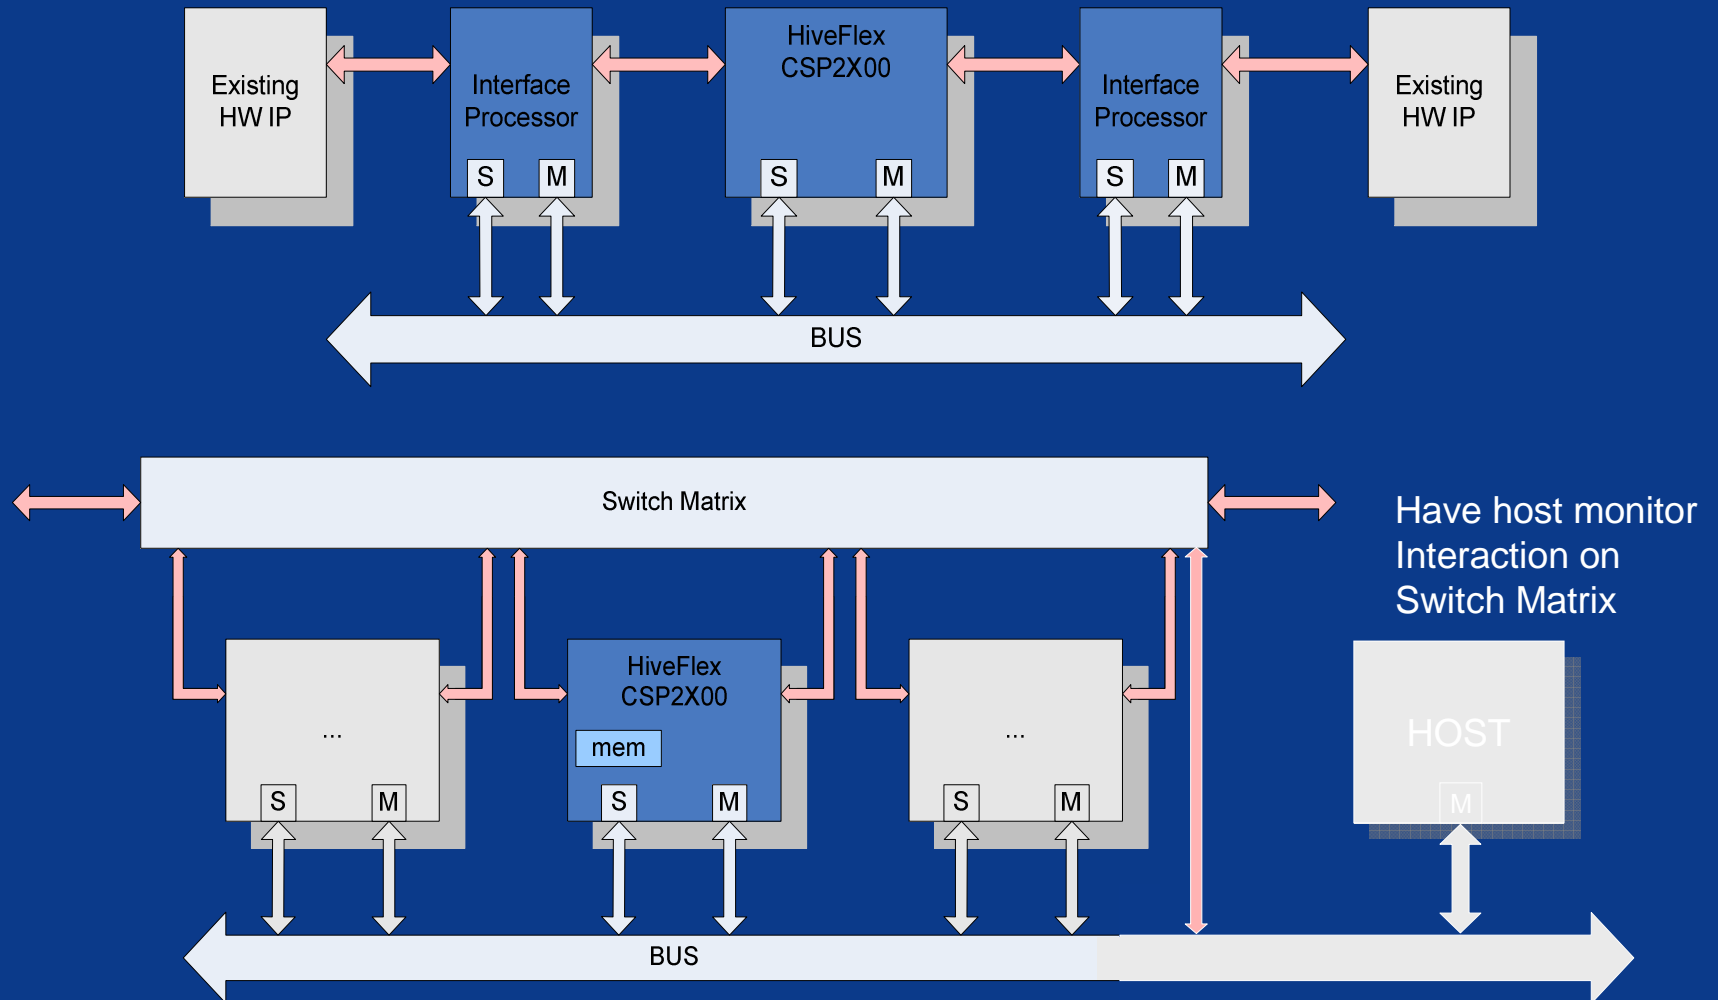 Existing
HW IP
Interface
Processor
S
M
HiveFlex
CSP2X00
S
M
Interface
Processor
S
M
Existing
HW IP
BUS
Switch Matrix
Have host monitor
Interaction on
Switch Matrix
...
S
M
HiveFlex
CSP2X00
mem
S
M
...
S
M
HOST
M
BUS